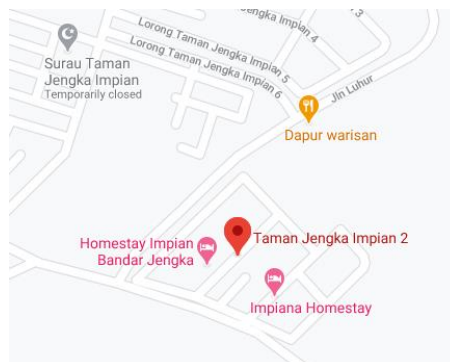 Jengka Impian 4
3
Surau Taman
Jengka Impian
Temporarily closed
Lorong Taman Jengka Impian 5
Lorong Taman Jengka Impian 6
Jln Luhur
Dapur warisan
Homestay Impian
Bandar Jengka
Taman Jengka Impian 2
Impiana Homestay